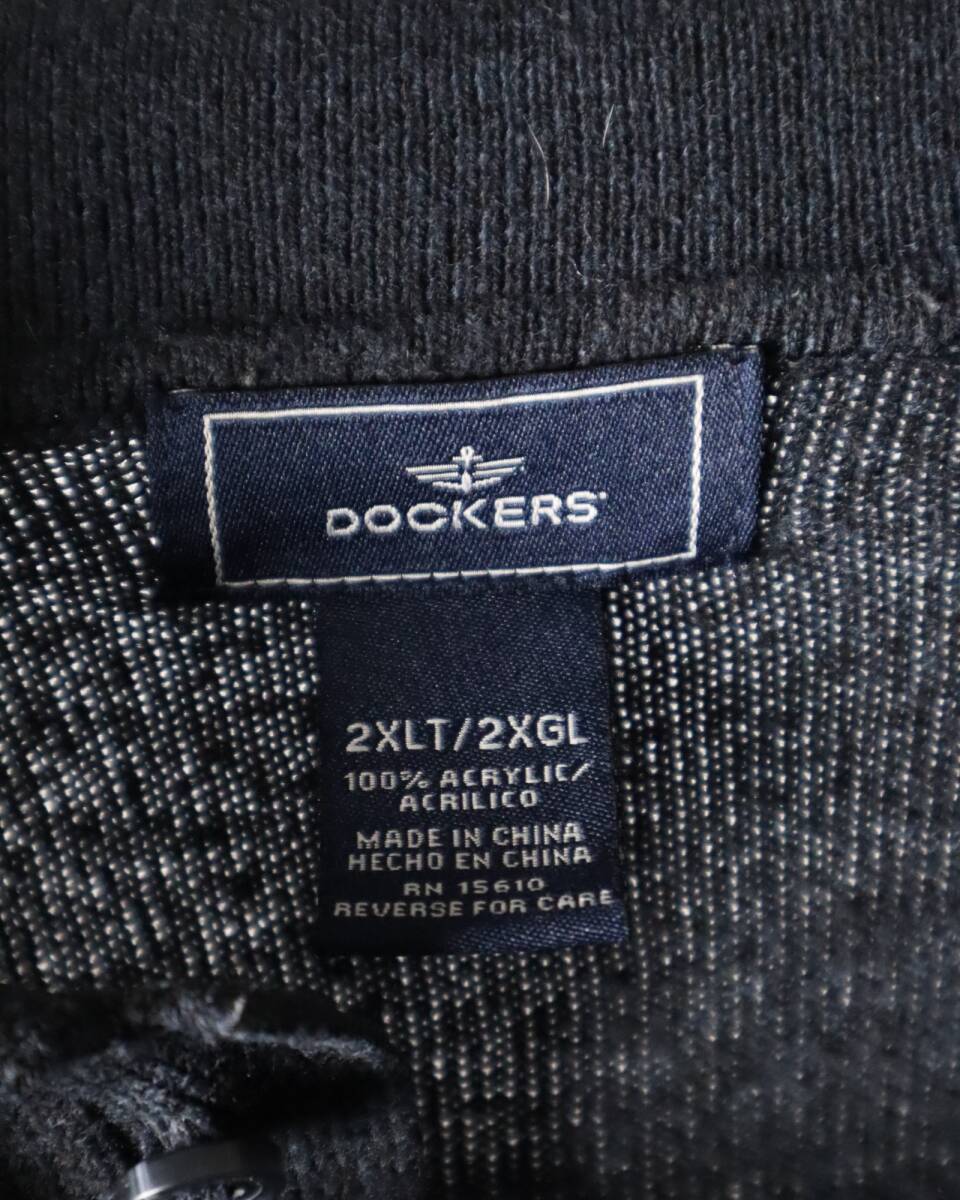 DOCKERS
2XLT/2XGL
100% ACRYLIC/
ACRILICO
MADE IN CHINA
HECHO EN CHINA
RN 15610
REVERSE FOR CARE